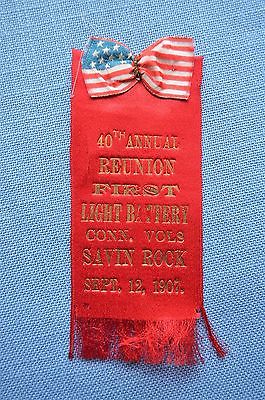 40TH ANNUAL
REUNION
FIRST
LIGHT BATTERY
CONN. VOLS
SAVIN ROCK
SEPT. 12, 1907.